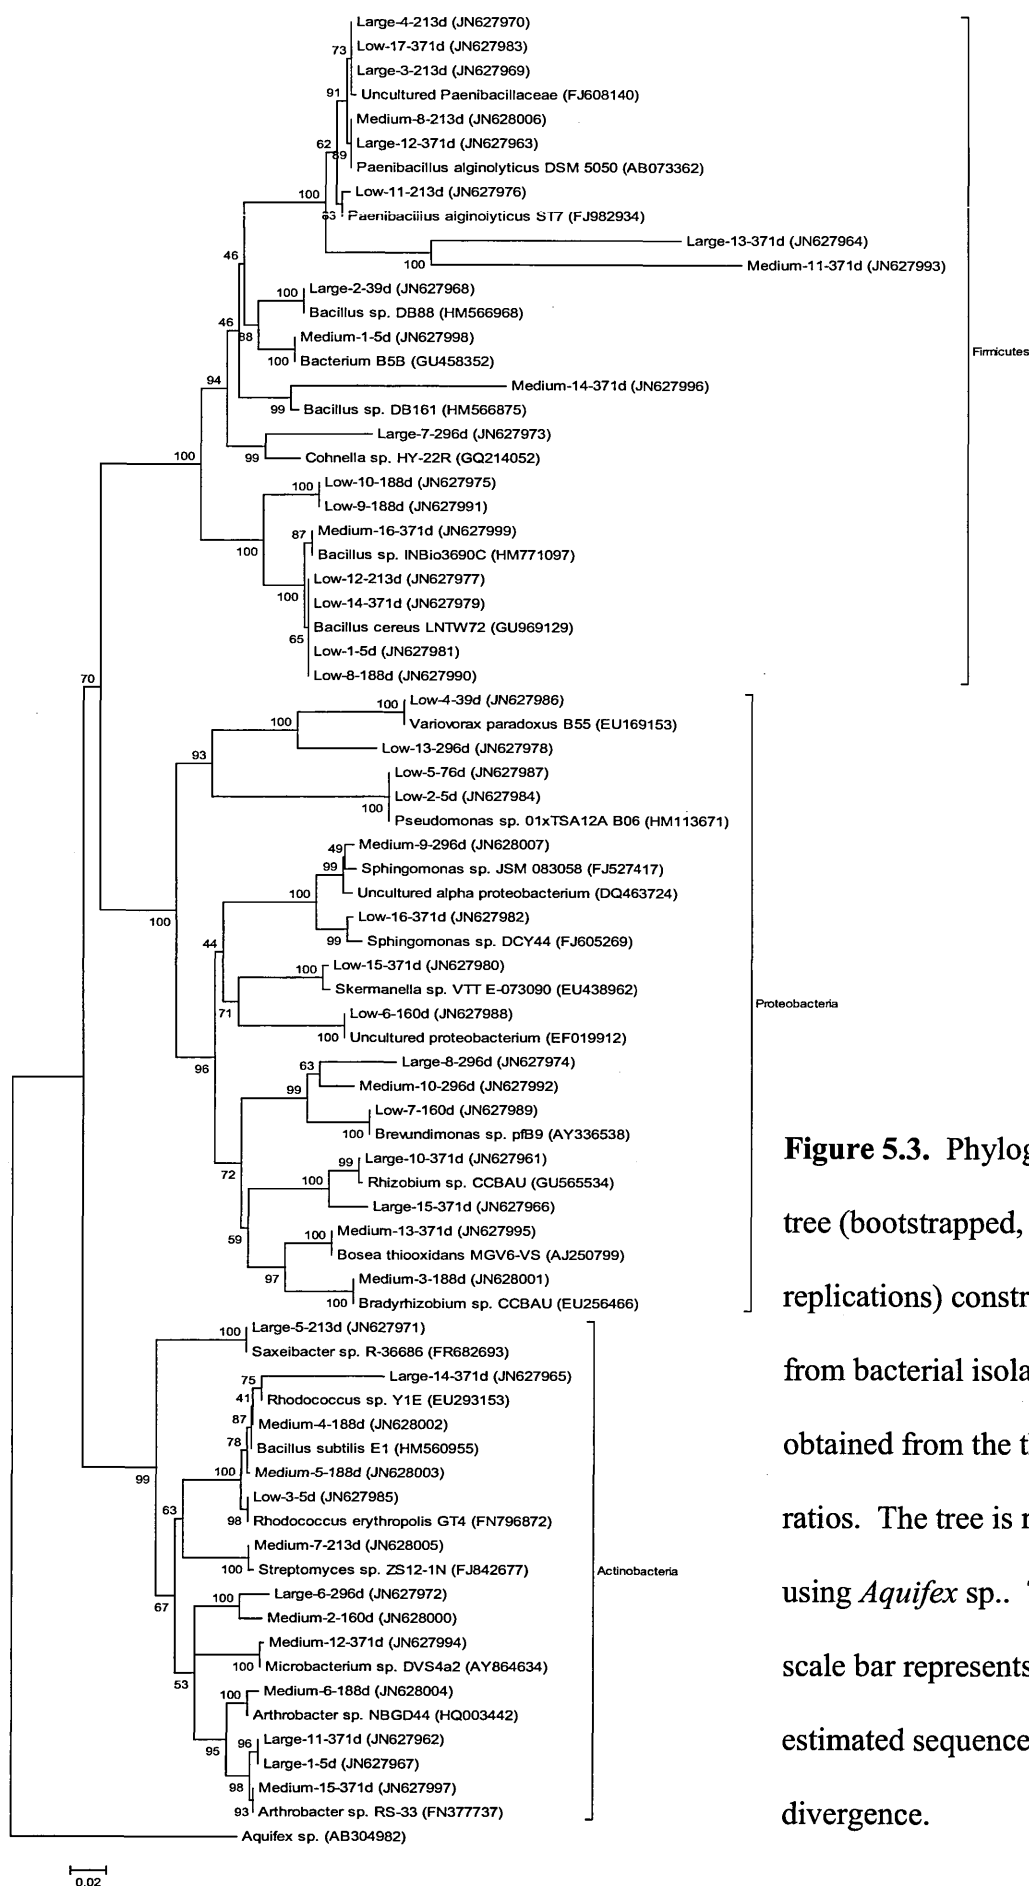 Large-4-213d (JN627970)
73
Low-17-371d (JN627983)
Large-3-213d (JN627969)
91
Uncultured Paenibacillaceae (FJ608140)
Medium-8-213d (JN628006)
62
Large-12-371d (JN627963)
89
Paenibacillus alginolyticus DSM 5050 (AB073362)
100
Low-11-213d (JN627976)
63
Paenibacillus alginolyticus ST7 (FJ982934)
Large-13-371d (JN627964)
46
100
Medium-11-371d (JN627993)
Large-2-39d (JN627968)
100
Bacillus sp. DB88 (HM566968)
46
88
Medium-1-5d (JN627998)
Firmicutes
100
Bacterium B5B (GU458352)
94
Medium-14-371d (JN627996)
99
Bacillus sp. DB161 (HM566875)
Large-7-296d (JN627973)
100
99
Cohnella sp. HY-22R (GQ214052)
100
Low-10-188d (JN627975)
Low-9-188d (JN627991)
87
Medium-16-371d (JN627999)
100
Bacillus sp. INBio3690C (HM771097)
Low-12-213d (JN627977)
100
Low-14-371d (JN627979)
Bacillus cereus LNTW72 (GU969129)
65
Low-1-5d (JN627981)
Low-8-188d (JN627990)
70
100
Low-4-39d (JN627986)
100
Variovorax paradoxus B55 (EU169153)
93
Low-13-296d (JN627978)
Low-5-76d (JN627987)
Low-2-5d (JN627984)
100
Pseudomonas sp. 01xTSA12A B06 (HM113671)
49
Medium-9-296d (JN628007)
99
Sphingomonas sp. JSM 083058 (FJ527417)
100
Uncultured alpha proteobacterium (DQ463724)
100
Low-16-371d (JN627982)
44
99
Sphingomonas sp. DCY44 (FJ605269)
100
Low-15-371d (JN627980)
Skermanella sp. VTT E-073090 (EU438962)
Proteobacteria
71
Low-6-160d (JN627988)
100
Uncultured proteobacterium (EF019912)
96
63
Large-8-296d (JN627974)
99
Medium-10-296d (JN627992)
Low-7-160d (JN627989)
100
Brevundimonas sp. pfB9 (AY336538)
72
99
Large-10-371d (JN627961)
100
Rhizobium sp. CCBAU (GU565534)
Large-15-371d (JN627966)
59
100
Medium-13-371d (JN627995)
Bosea thiooxidans MGV6-VS (AJ250799)
97
Medium-3-188d (JN628001)
100
Bradyrhizobium sp. CCBAU (EU256466)
100
Large-5-213d (JN627971)
Saxeibacter sp. R-36686 (FR682693)
75
Large-14-371d (JN627965)
41
Rhodococcus sp. Y1E (EU293153)
87
Medium-4-188d (JN628002)
78
Bacillus subtilis E1 (HM560955)
99
100
Medium-5-188d (JN628003)
63
Low-3-5d (JN627985)
98
Rhodococcus erythropolis GT4 (FN796872)
Medium-7-213d (JN628005)
100
Streptomyces sp. ZS12-1N (FJ842677)
Actinobacteria
67
100
Large-6-296d (JN627972)
Medium-2-160d (JN628000)
Medium-12-371d (JN627994)
100
Microbacterium sp. DVS4a2 (AY864634)
53
100
Medium-6-188d (JN628004)
Arthrobacter sp. NBGD44 (HQ003442)
95
96
Large-11-371d (JN627962)
Large-1-5d (JN627967)
98
Medium-15-371d (JN627997)
93
Arthrobacter sp. RS-33 (FN377737)
Aquifex sp. (AB304982)
0.02
Figure 5.3. Phylog
tree (bootstrapped,
replications) constr
from bacterial isola
obtained from the t
ratios. The tree is
using Aquifex sp..
scale bar represents
estimated sequence
divergence.